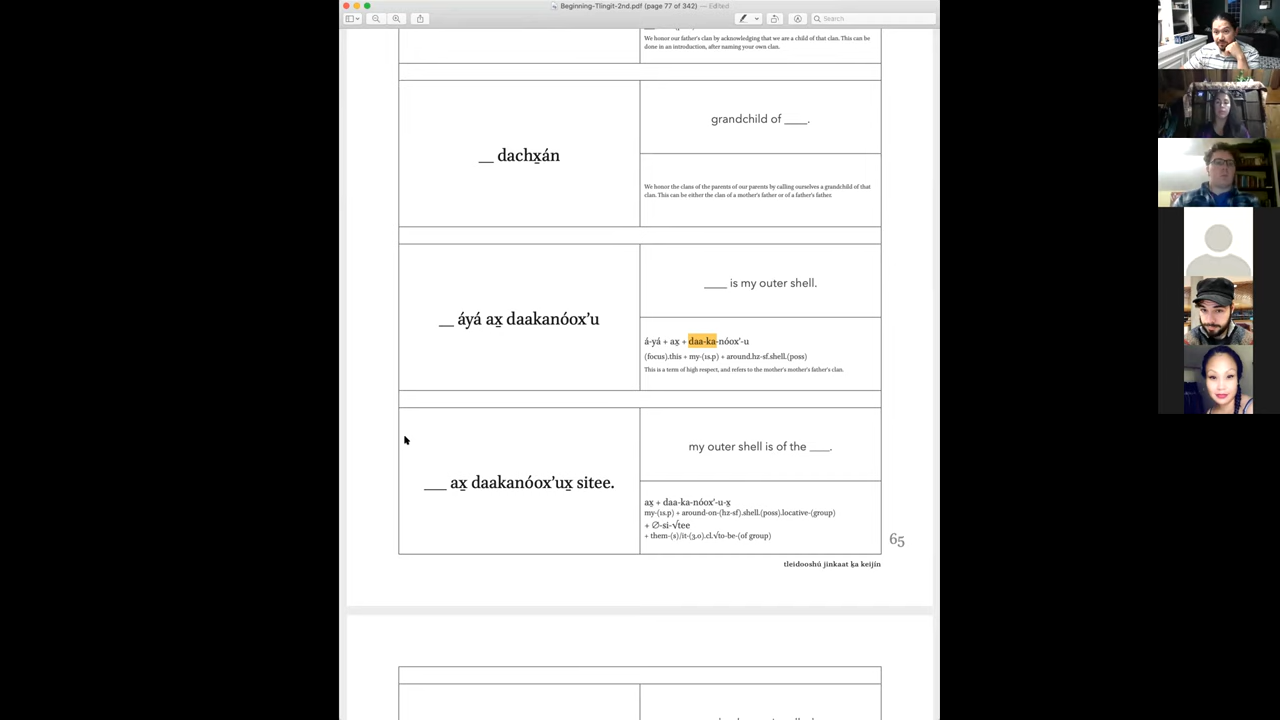 Beginning-Tlingit-2nd.pdf (page 77 of 342) — Edited
Search
We honor our father's clan by acknowledging that we are a child of that clan. This can be
done in an introduction, after naming your own clan.
__ dachx̱án
grandchild of ____.
We honor the clans of the parents of our parents by calling ourselves a grandchild of that
clan. This can be either the clan of a mother's father or of a father's father.
__ áyá ax̱ daakanóox'u
____ is my outer shell.
á-yá + ax̱ + daa-ka-nóox'-u
(focus).this + my-(1s.p) + around.hz-sf.shell.(poss)
This is a term of high respect, and refers to the mother's mother's father's clan.
___ ax̱ daakanóox'ux̱ sitee.
my outer shell is of the ____.
ax̱ + daa-ka-nóox'-u-x̱
my-(1s.p) + around-on-(hz-sf).shell.(poss).locative-(group)
+ ∅-si-√tee
+ them-(s)/it-(3.o).cl.√to-be-(of group)
65
tleidooshú jinkaat ḵa keijín